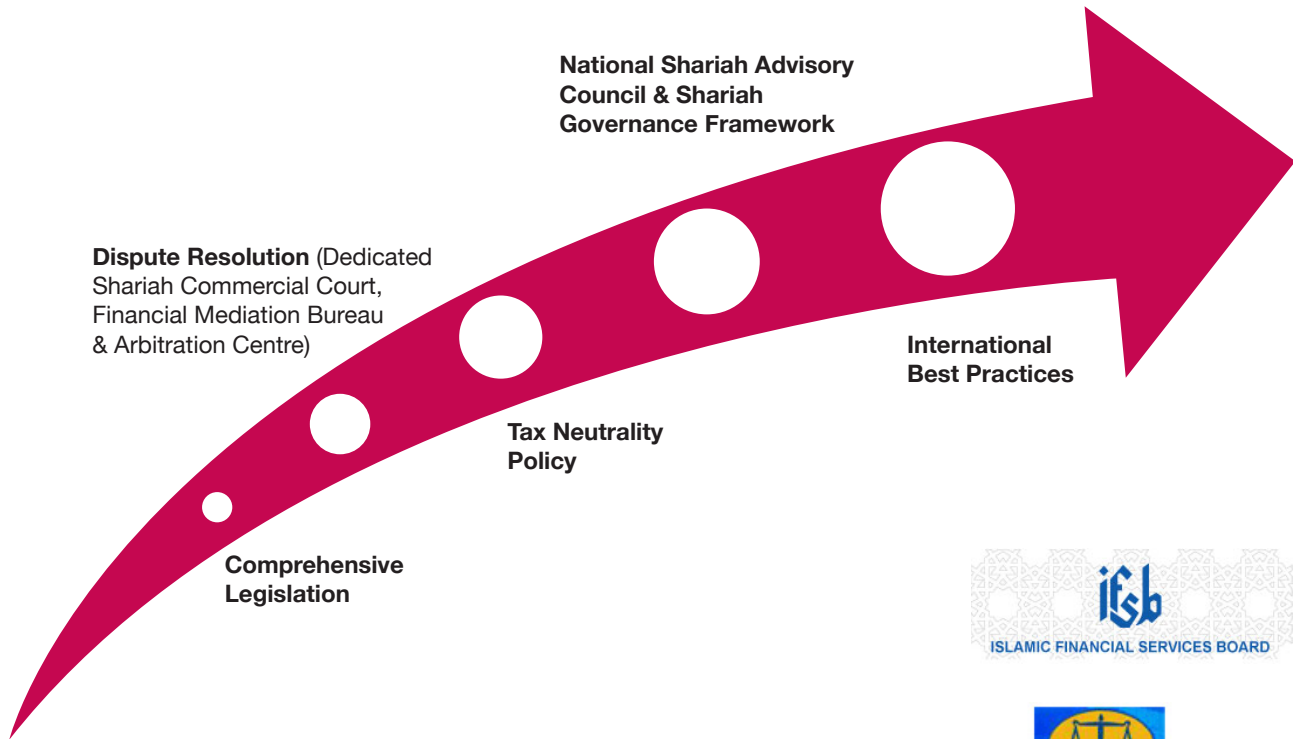 National Shariah Advisory
Council & Shariah
Governance Framework
Dispute Resolution (Dedicated
Shariah Commercial Court,
Financial Mediation Bureau
& Arbitration Centre)
International
Best Practices
Tax Neutrality
Policy
Comprehensive
Legislation
ifsb
ISLAMIC FINANCIAL SERVICES BOARD